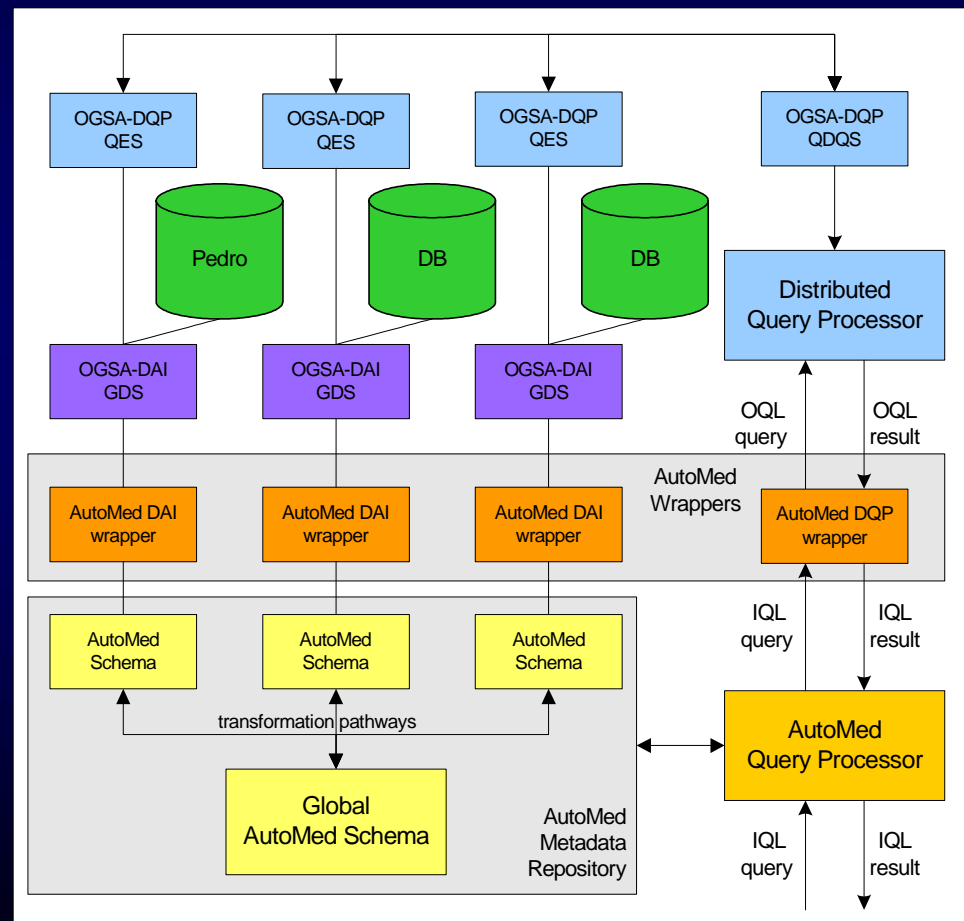 OGSA-DQP
QES
OGSA-DQP
QES
OGSA-DQP
QES
OGSA-DQP
QDQS
Pedro
DB
DB
Distributed
Query Processor
OGSA-DAI
GDS
OGSA-DAI
GDS
OGSA-DAI
GDS
OQL
query
OQL
result
AutoMed
Wrappers
AutoMed DAI
wrapper
AutoMed DAI
wrapper
AutoMed DAI
wrapper
AutoMed DQP
wrapper
IQL
query
IQL
result
AutoMed
Schema
AutoMed
Schema
AutoMed
Schema
transformation pathways
AutoMed
Query Processor
Global
AutoMed Schema
AutoMed
Metadata
Repository
IQL
query
IQL
result